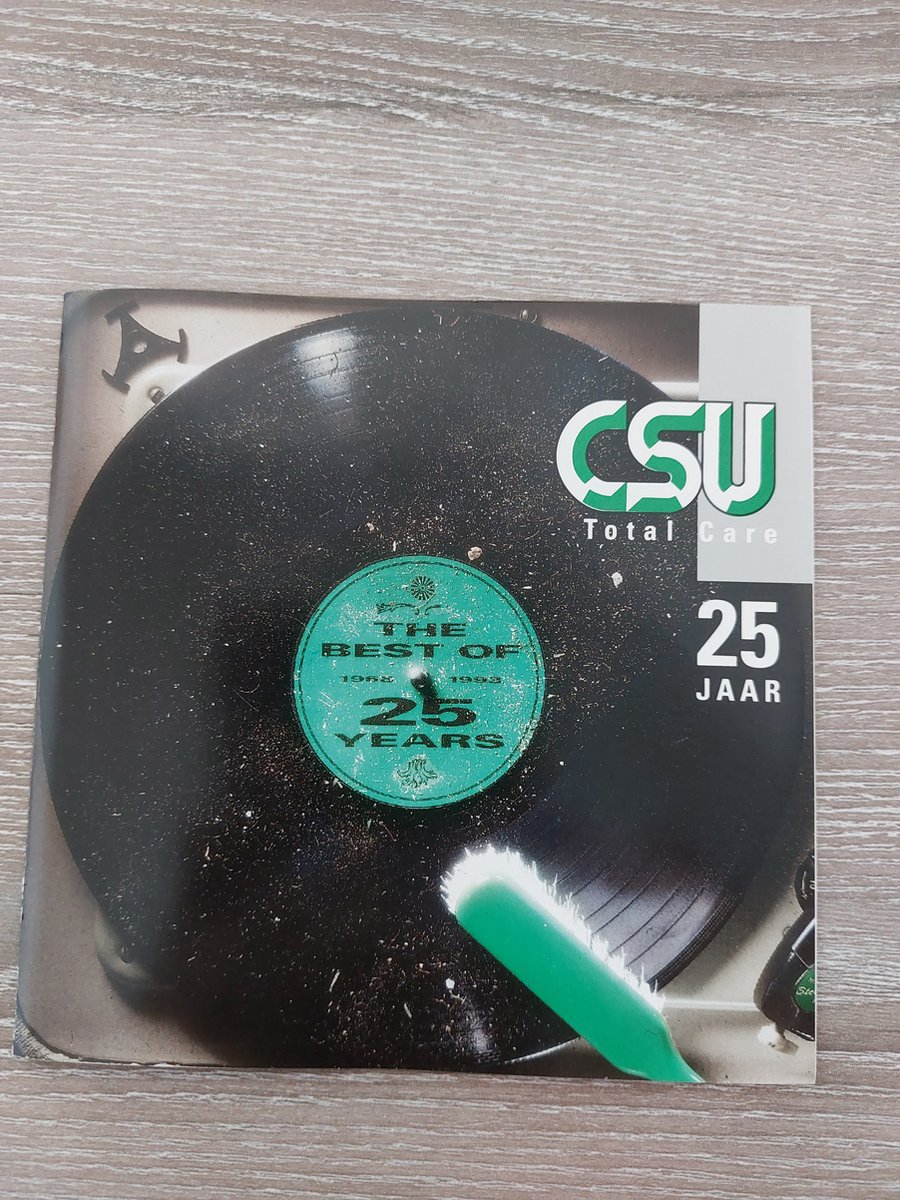 CSU
Total Care
25
JAAR
THE
BEST OF
1968 1993
25
YEARS